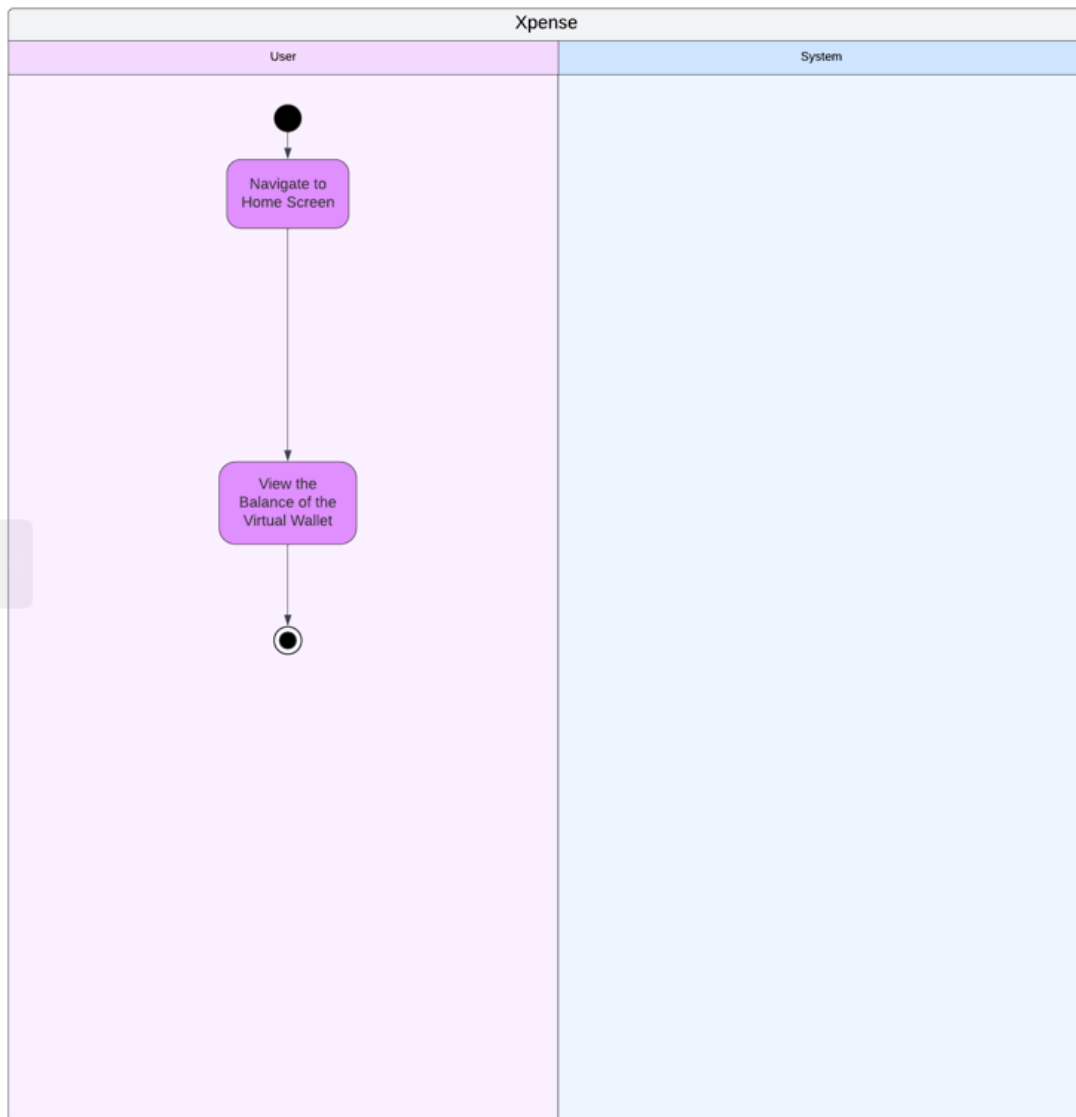 Xpense
User
System
Navigate to
Home Screen
View the
Balance of the
Virtual Wallet